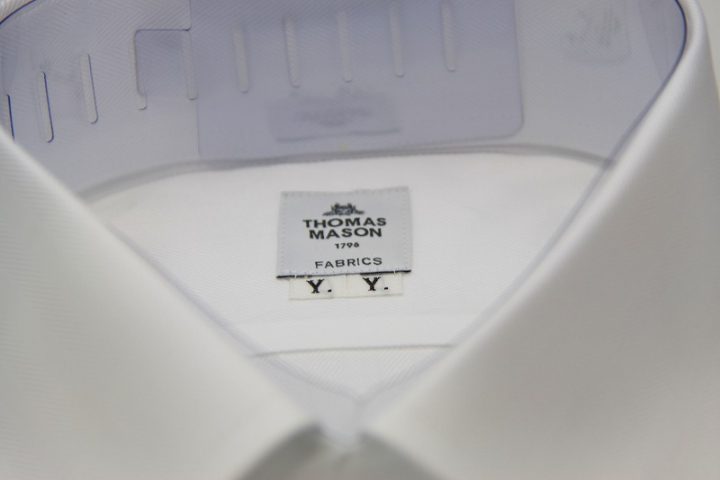 THOMAS
MASON
1796
FABRICS
Y. Y.